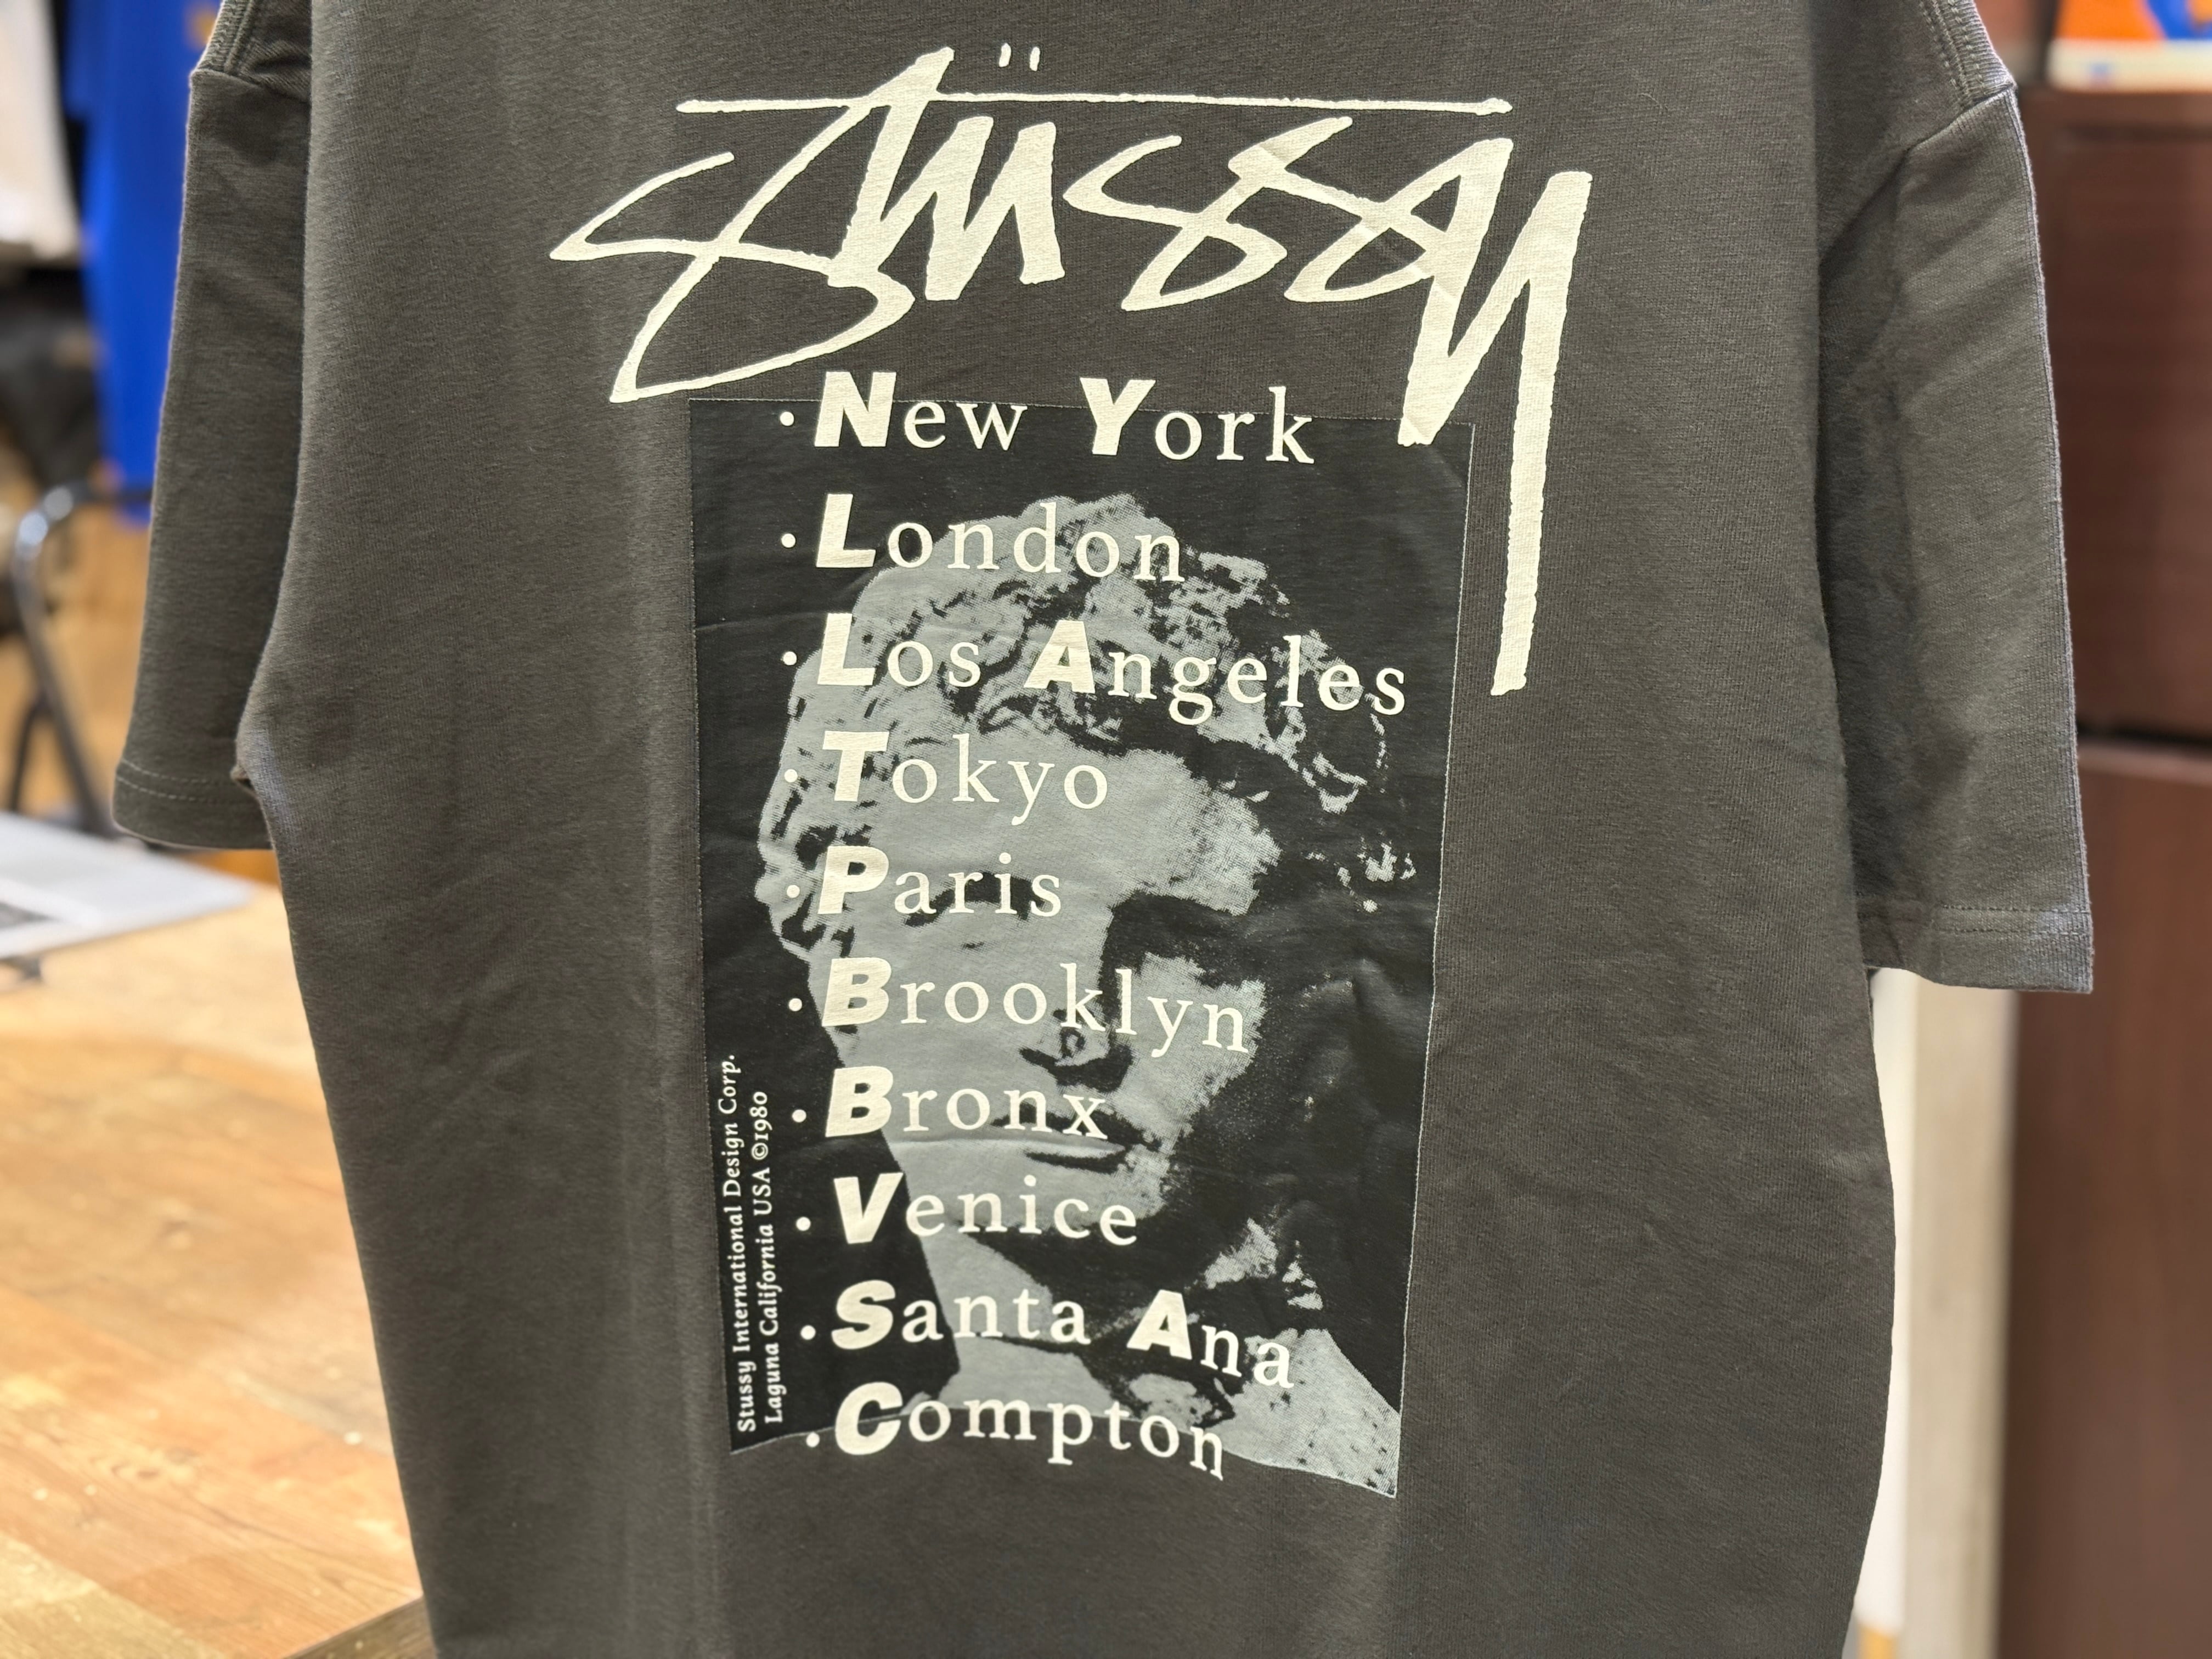 Stüssy
• New York
• London
• Los Angeles
• Tokyo
• Paris
• Brooklyn
• Bronx
• Venice
• Santa Ana
• Compton
Stussy International Design Corp.
Laguna California USA ©1980